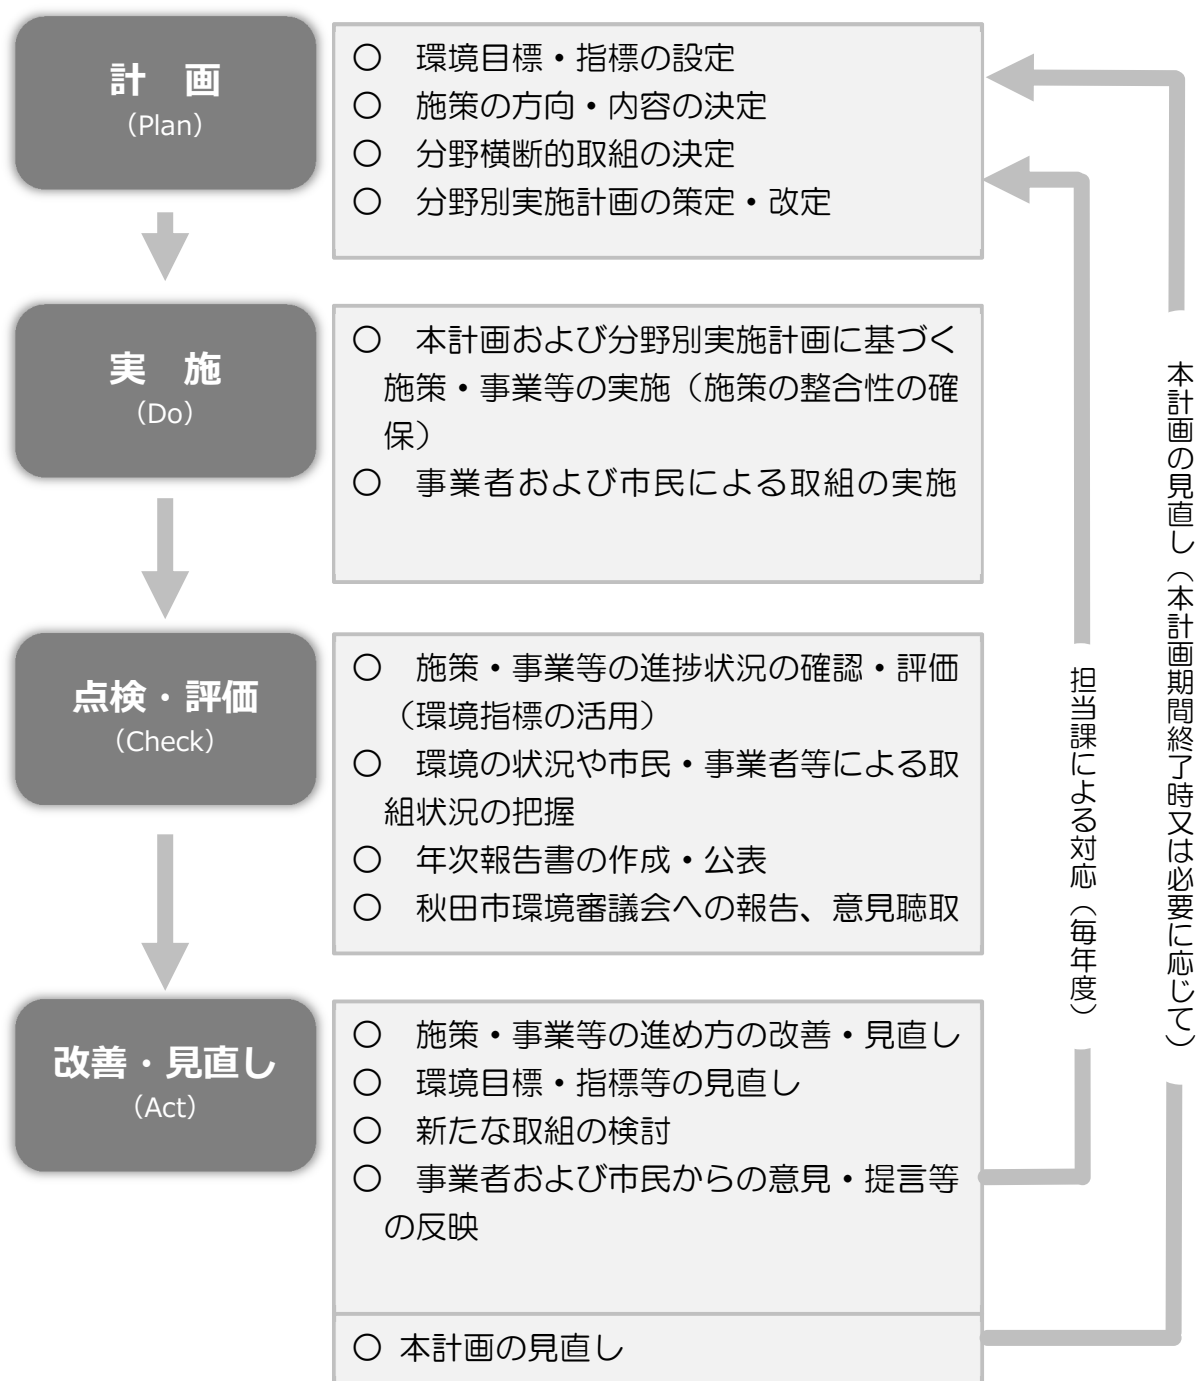 計　画
（Plan）
○　環境目標・指標の設定
○　施策の方向・内容の決定
○　分野横断的取組の決定
○　分野別実施計画の策定・改定
実　施
（Do）
○　本計画および分野別実施計画に基づく
施策・事業等の実施（施策の整合性の確
保）
○　事業者および市民による取組の実施
点検・評価
（Check）
○　施策・事業等の進捗状況の確認・評価
（環境指標の活用）
○　環境の状況や市民・事業者等による取
組状況の把握
○　年次報告書の作成・公表
○　秋田市環境審議会への報告、意見聴取
改善・見直し
（Act）
○　施策・事業等の進め方の改善・見直し
○　環境目標・指標等の見直し
○　新たな取組の検討
○　事業者および市民からの意見・提言等
の反映
○ 本計画の見直し
担当課による対応（毎年度）
本計画の見直し（本計画期間終了時又は必要に応じて）